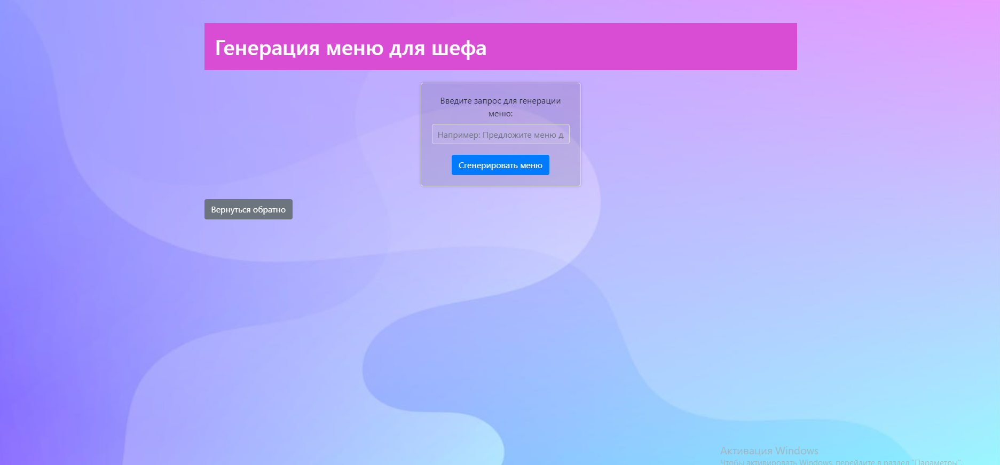 Генерация меню для шефа
Введите запрос для генерации
меню:
Например: Предложите меню д
Сгенерировать меню
Вернуться обратно
Активация Windows
Чтобы активировать Windows, перейдите в раздел "Параметры".